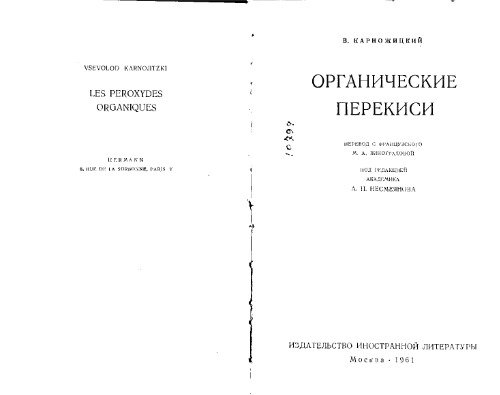 VSEVOLOD KARNOJITZKI
LES PEROXYDES
ORGANIQUES
HERMANN
6, RUE DE LA SORBONNE, PARIS V
В. КАРНОЖИЦКИЙ
ОРГАНИЧЕСКИЕ
ПЕРЕКИСИ
ПЕРЕВОД С ФРАНЦУЗСКОГО
М. А. ВИНОГРАДОВОЙ
ПОД РЕДАКЦИЕЙ
АКАДЕМИКА
А. Н. НЕСМЕЯНОВА
ИЗДАТЕЛЬСТВО ИНОСТРАННОЙ ЛИТЕРАТУРЫ
Москва - 1961